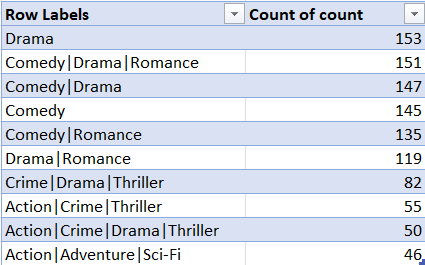 Row Labels Count of count
Drama 153
Comedy|Drama|Romance 151
Comedy|Drama 147
Comedy 145
Comedy|Romance 135
Drama|Romance 119
Crime|Drama|Thriller 82
Action|Crime|Thriller 55
Action|Crime|Drama|Thriller 50
Action|Adventure|Sci-Fi 46